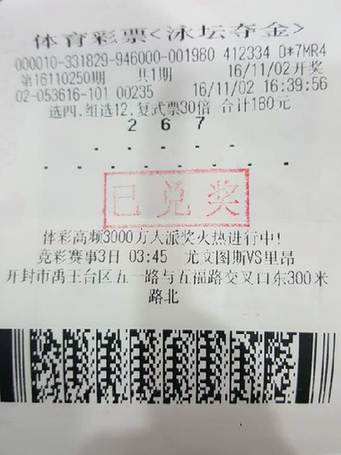 体育彩票<泳坛夺金>
000010-331829-946000-001980 412334 D*7MR4
第16110250期 共1期 16/11/02开奖
02-053616-101 00235 16/11/02 16:39:56
选四.组选12.复式票30倍 合计180元
2 6 7
已兑奖
体彩高频3000万大派奖火热进行中!
竞彩赛事3日 03:45 尤文图斯VS里昂
开封市禹王台区五一路与五福路交叉口东300米
路北